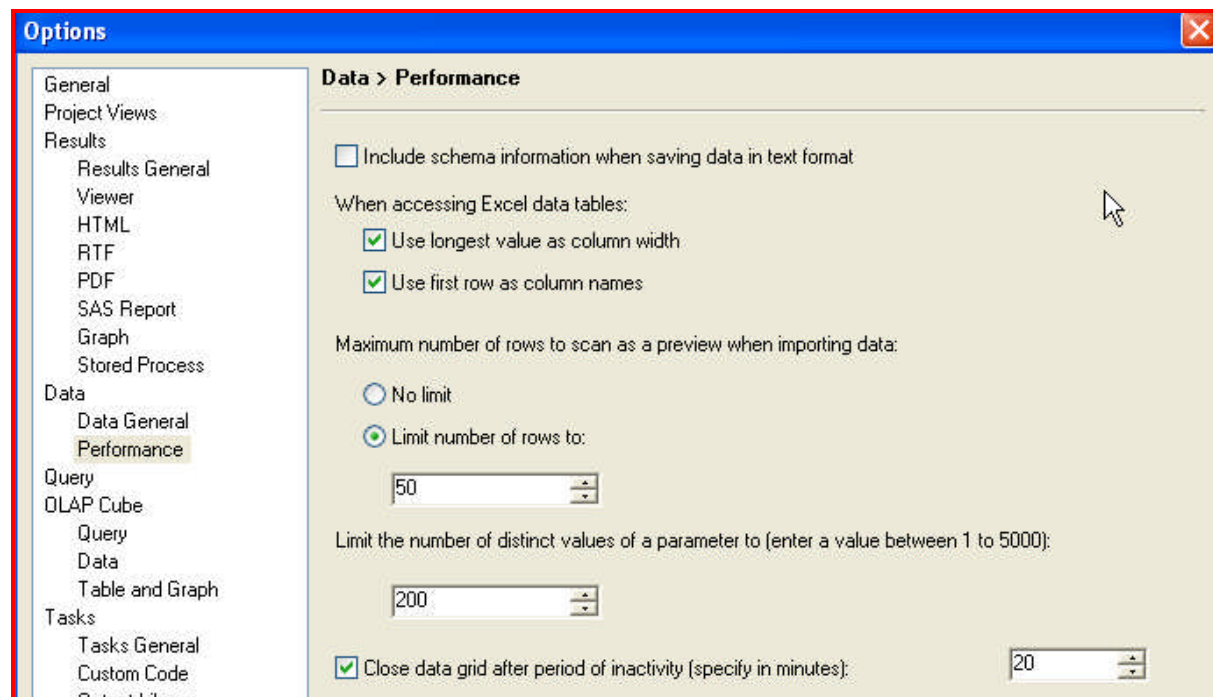 Options
General
Project Views
Results
Results General
Viewer
HTML
RTF
PDF
SAS Report
Graph
Stored Process
Data
Data General
Performance
Query
OLAP Cube
Query
Data
Table and Graph
Tasks
Tasks General
Custom Code
Data > Performance
Include schema information when saving data in text format
When accessing Excel data tables:
Use longest value as column width
Use first row as column names
Maximum number of rows to scan as a preview when importing data:
No limit
Limit number of rows to:
50
Limit the number of distinct values of a parameter to (enter a value between 1 to 5000):
200
Close data grid after period of inactivity (specify in minutes): 20